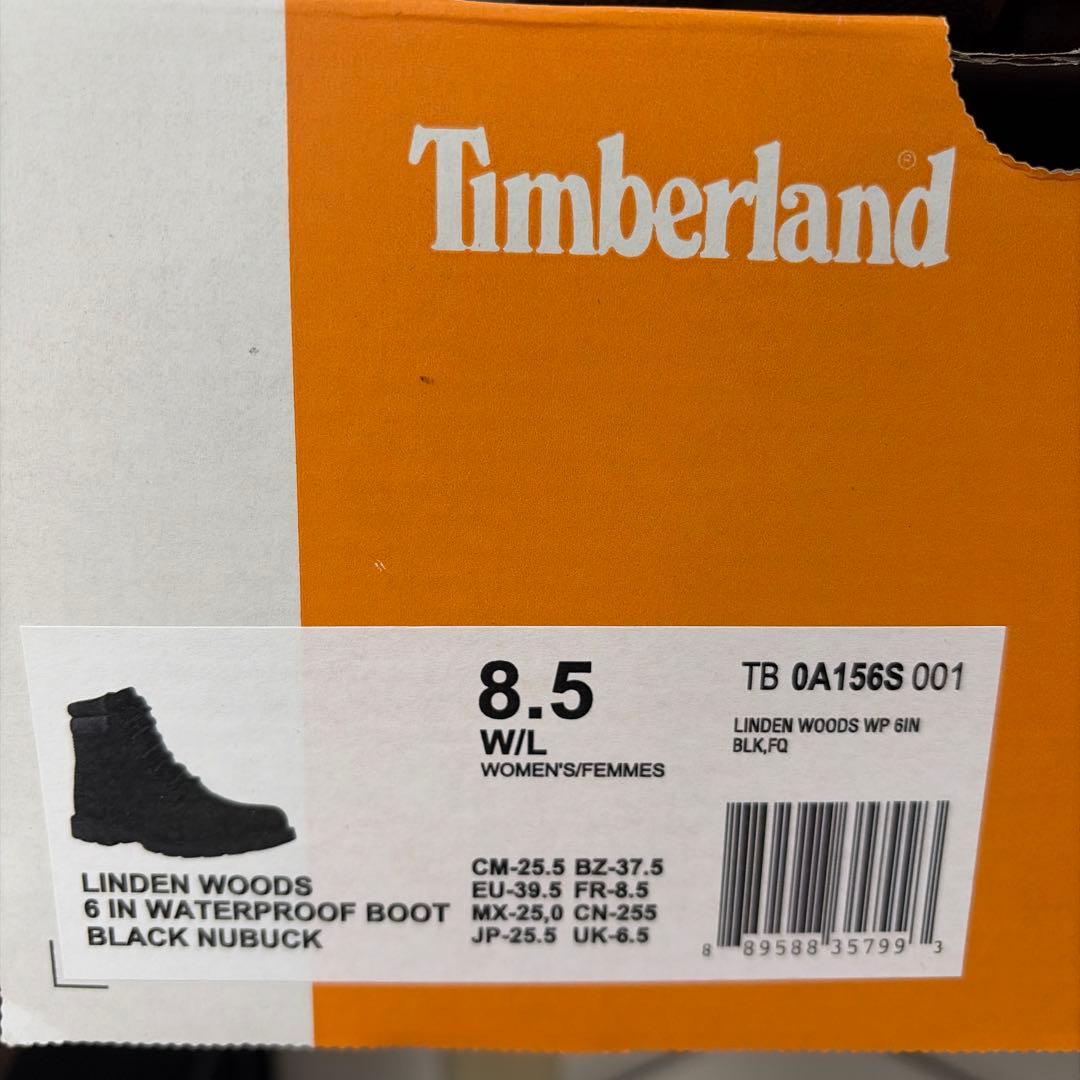 Timberland®
8.5
W/L
WOMEN'S/FEMMES
TB 0A156S 001
LINDEN WOODS WP 6IN
BLK,FQ
LINDEN WOODS
6 IN WATERPROOF BOOT
BLACK NUBUCK
CM-25.5 BZ-37.5
EU-39.5 FR-8.5
MX-25,0 CN-255
JP-25.5 UK-6.5
8 89588 35799 3